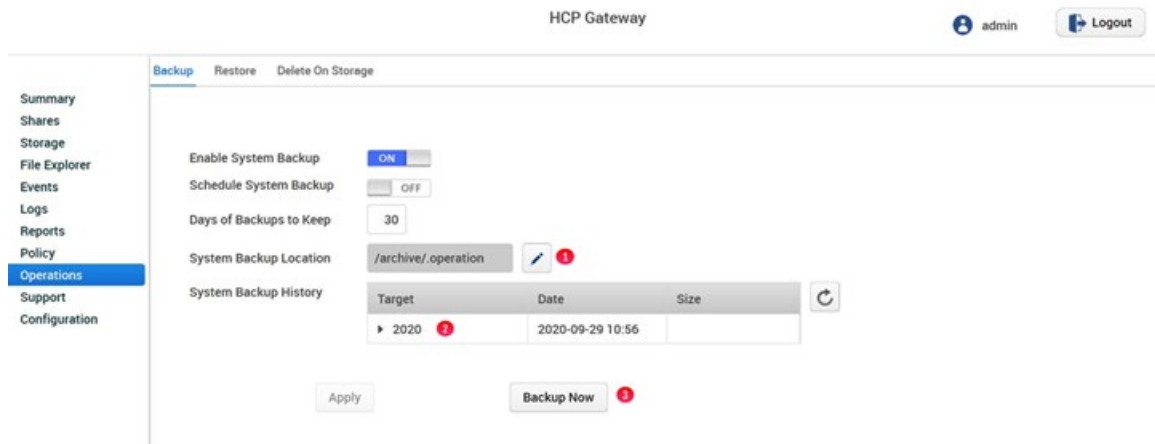 HCP Gateway
admin
Logout
Backup Restore Delete On Storage
Summary
Shares
Storage
File Explorer
Events
Logs
Reports
Policy
Operations
Support
Configuration
Enable System Backup ON
Schedule System Backup OFF
Days of Backups to Keep 30
System Backup Location /archive/.operation 1
System Backup History
Target Date Size
2020 2 2020-09-29 10:56
Apply Backup Now 3